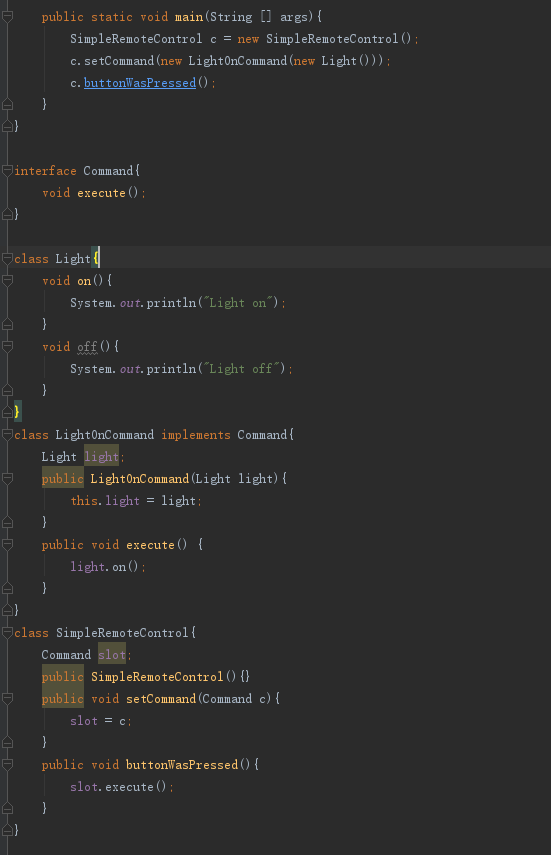 public static void main(String [] args){
SimpleRemoteControl c = new SimpleRemoteControl();
c.setCommand(new LightOnCommand(new Light()));
c.buttonWasPressed();
}
}
interface Command{
void execute();
}
class Light{
void on(){
System.out.println("Light on");
}
void off(){
System.out.println("Light off");
}
}
class LightOnCommand implements Command{
Light light;
public LightOnCommand(Light light){
this.light = light;
}
public void execute() {
light.on();
}
}
class SimpleRemoteControl{
Command slot;
public SimpleRemoteControl(){}
public void setCommand(Command c){
slot = c;
}
public void buttonWasPressed(){
slot.execute();
}
}